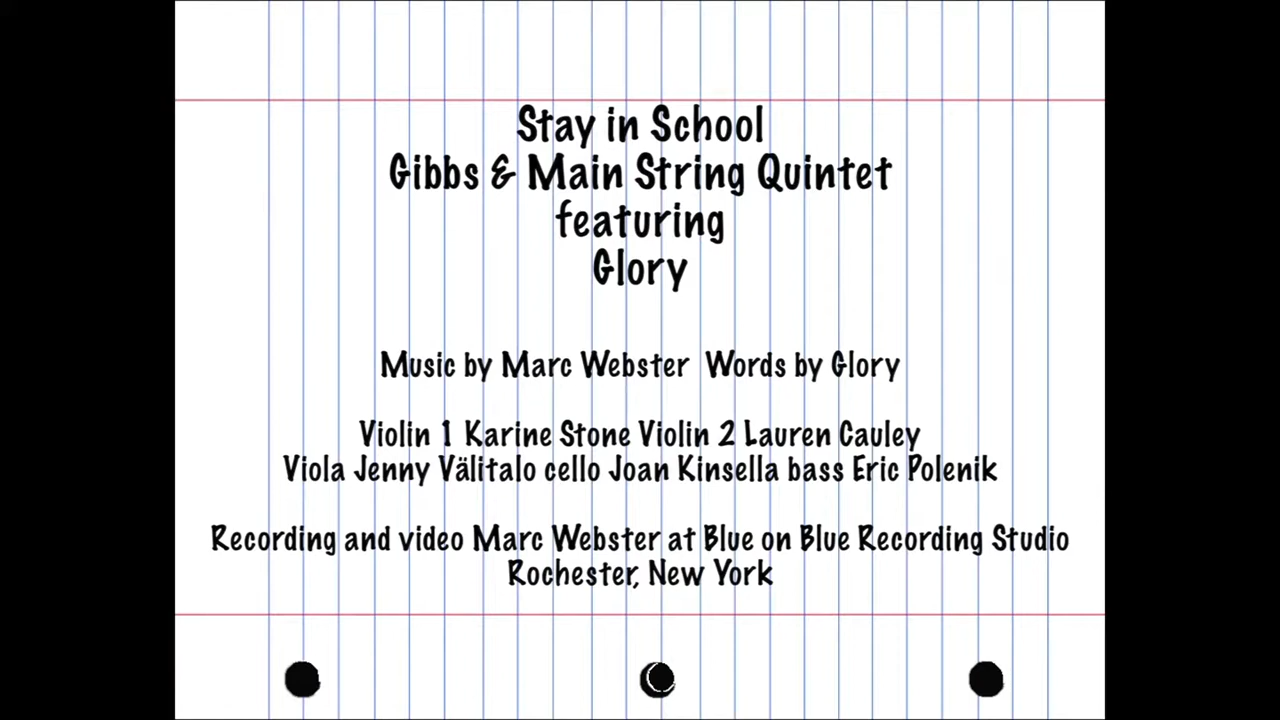 Stay in School
Gibbs & Main String Quintet
featuring
Glory
Music by Marc Webster  Words by Glory
Violin 1 Karine Stone Violin 2 Lauren Cauley
Viola Jenny Välitalo cello Joan Kinsella bass Eric Polenik
Recording and video Marc Webster at Blue on Blue Recording Studio
Rochester, New York